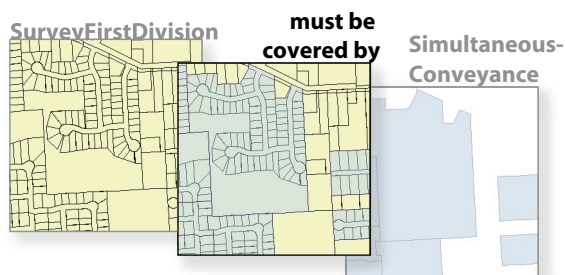 SurveyFirstDivision
must be
covered by
Simultaneous-
Conveyance